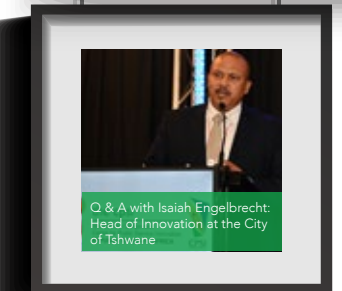 Q & A with Isaiah Engelbrecht:
Head of Innovation at the City
of Tshwane